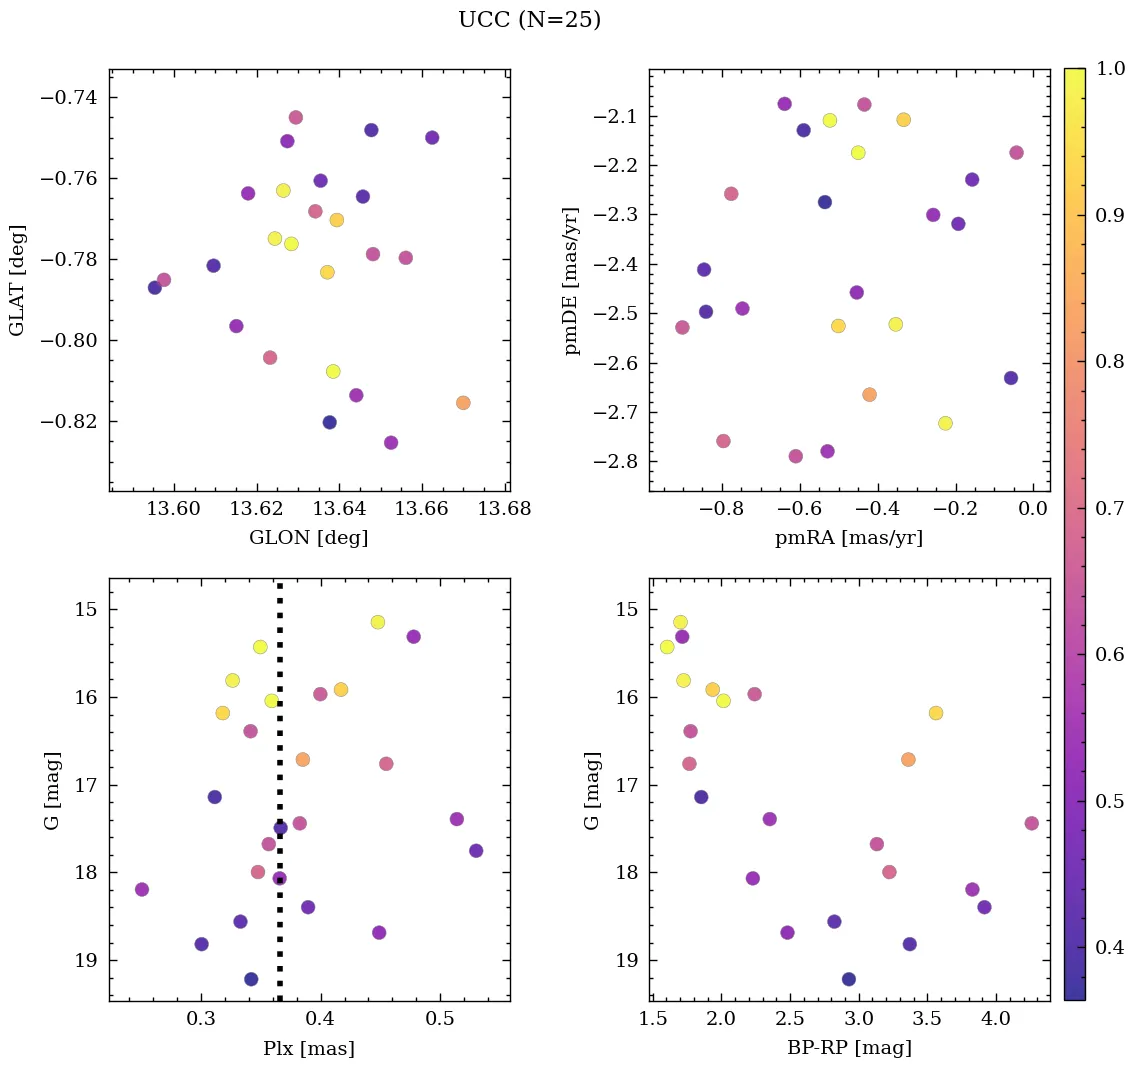 UCC (N=25)
−0.74
−0.76
−0.78
−0.80
−0.82
GLAT [deg]
13.60 13.62 13.64 13.66 13.68
GLON [deg]
−2.1
−2.2
−2.3
−2.4
−2.5
−2.6
−2.7
−2.8
pmDE [mas/yr]
−0.8 −0.6 −0.4 −0.2 0.0
pmRA [mas/yr]
15
16
17
18
19
G [mag]
0.3 0.4 0.5
Plx [mas]
15
16
17
18
19
G [mag]
1.5 2.0 2.5 3.0 3.5 4.0
BP-RP [mag]
1.0
0.9
0.8
0.7
0.6
0.5
0.4